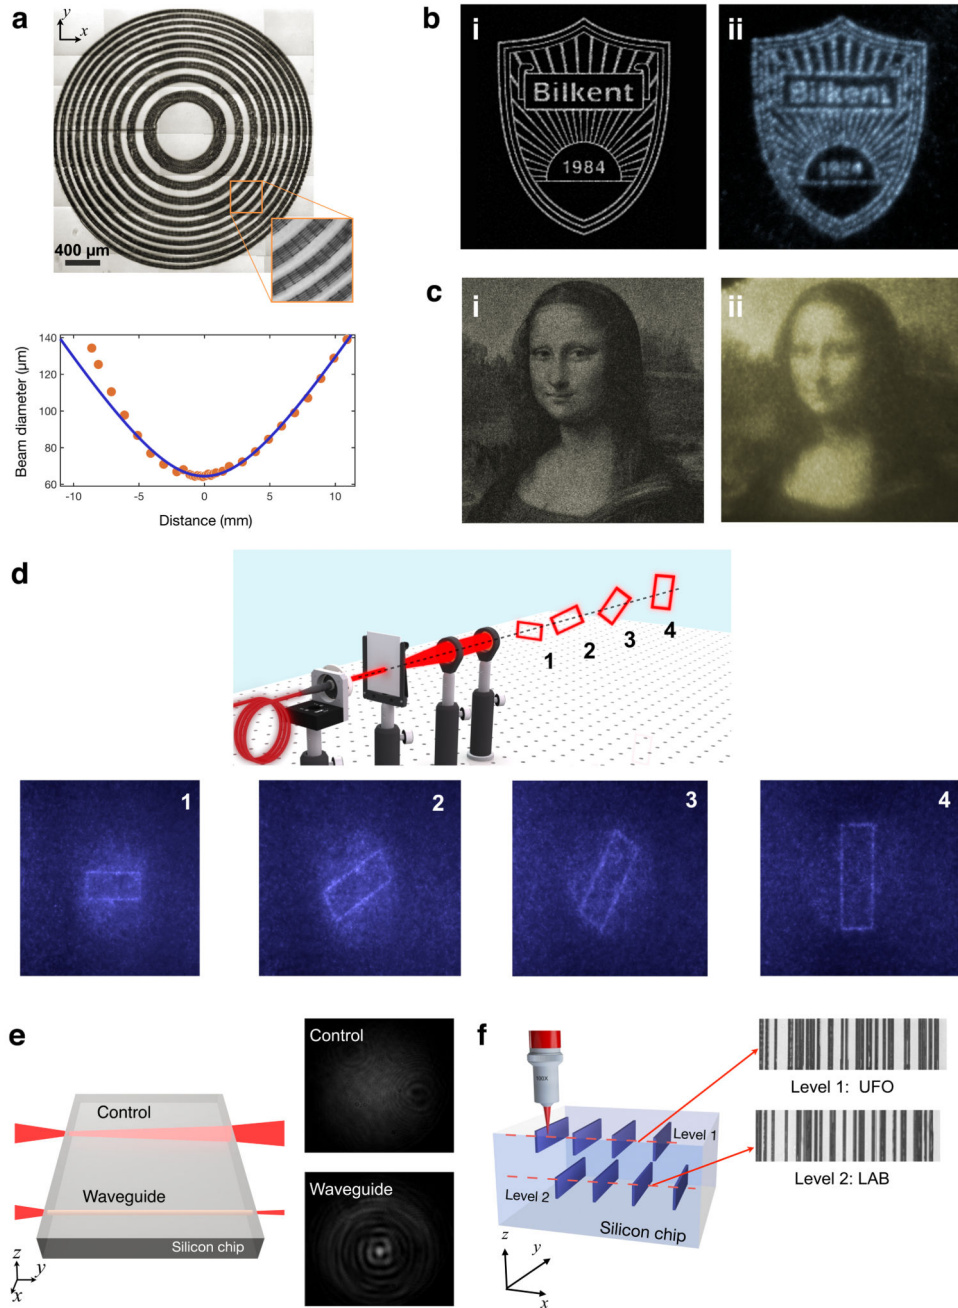 a
y
x
400 µm
Beam diameter (µm)
140
120
100
80
60
-10
-5
0
5
10
Distance (mm)
b
i
Bilkent
1984
ii
Bilkent
1984
c
i
ii
d
1
2
3
4
1
2
3
4
e
Control
Waveguide
Silicon chip
z
y
x
Control
Waveguide
f
Level 1
Level 2
Silicon chip
z
y
x
Level 1: UFO
Level 2: LAB